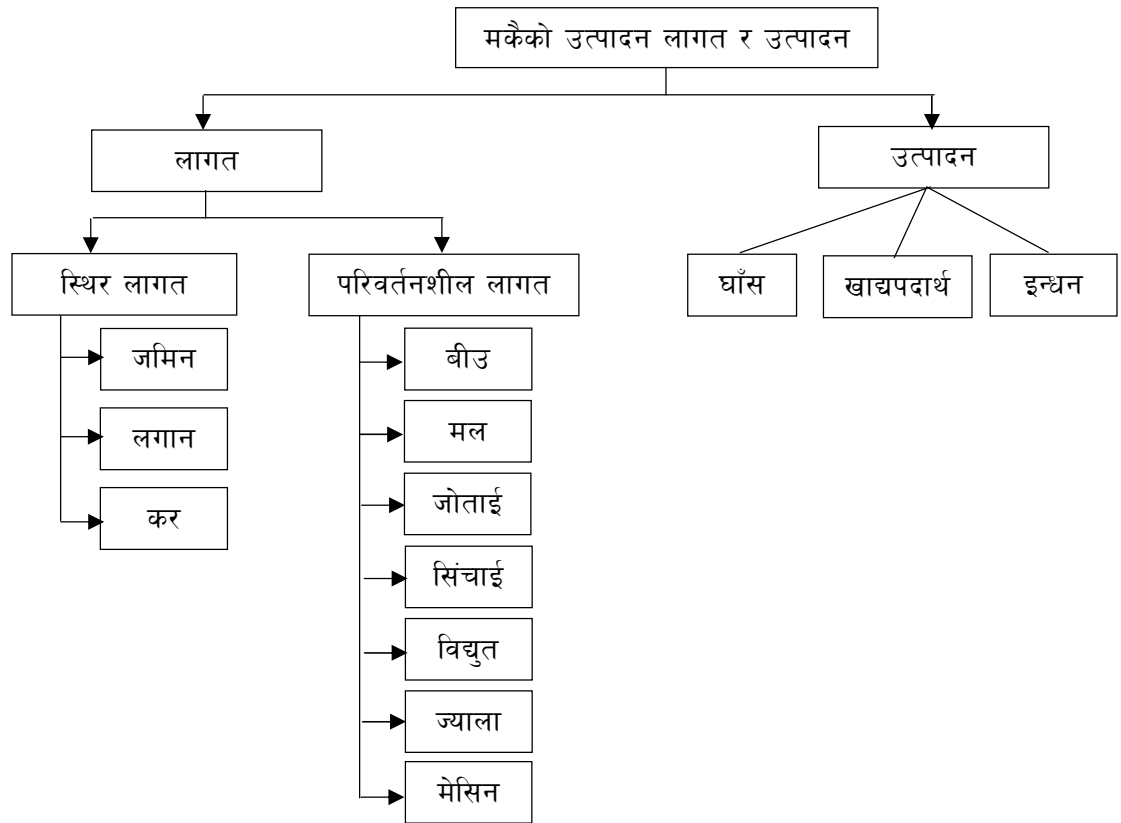 मकैको उत्पादन लागत र उत्पादन
लागत
उत्पादन
स्थिर लागत
परिवर्तनशील लागत
घाँस
खाद्यपदार्थ
इन्धन
जमिन
लगान
कर
बीउ
मल
जोताई
सिंचाई
विद्युत
ज्याला
मेसिन